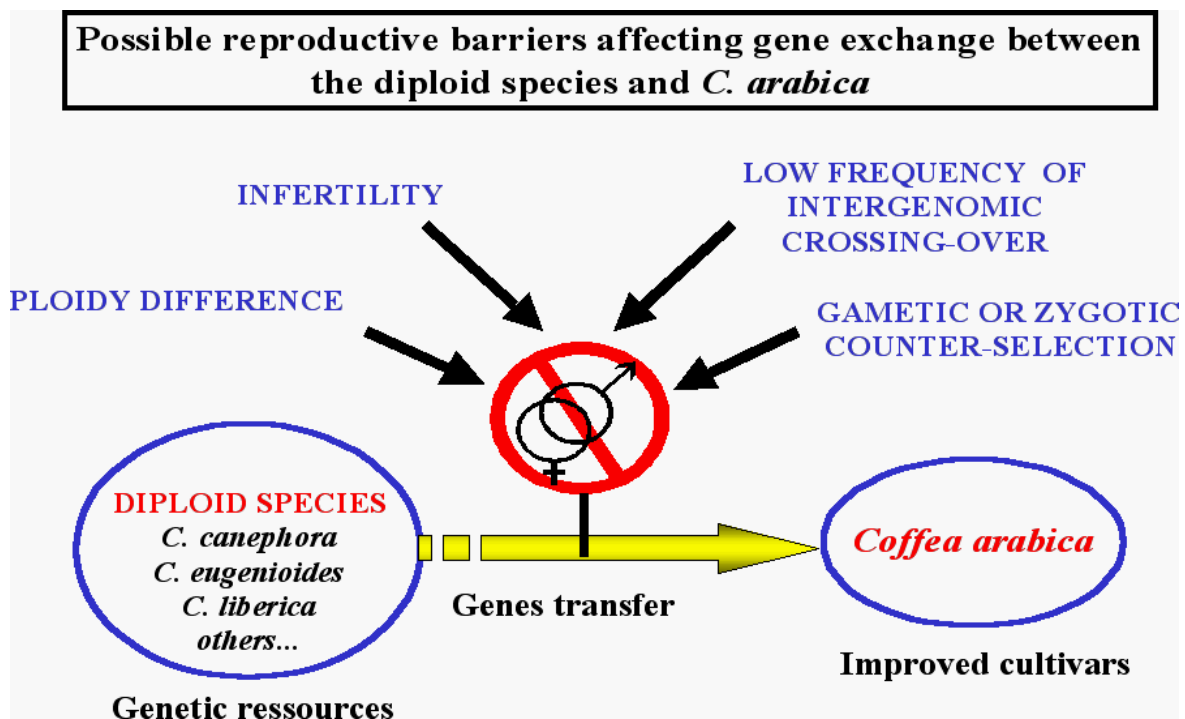 Possible reproductive barriers affecting gene exchange between
the diploid species and C. arabica
INFERTILITY
LOW FREQUENCY OF
INTERGENOMIC
CROSSING-OVER
PLOIDY DIFFERENCE
GAMETIC OR ZYGOTIC
COUNTER-SELECTION
DIPLOID SPECIES
C. canephora
C. eugenioides
C. liberica
others...
Genes transfer
Coffea arabica
Improved cultivars
Genetic ressources